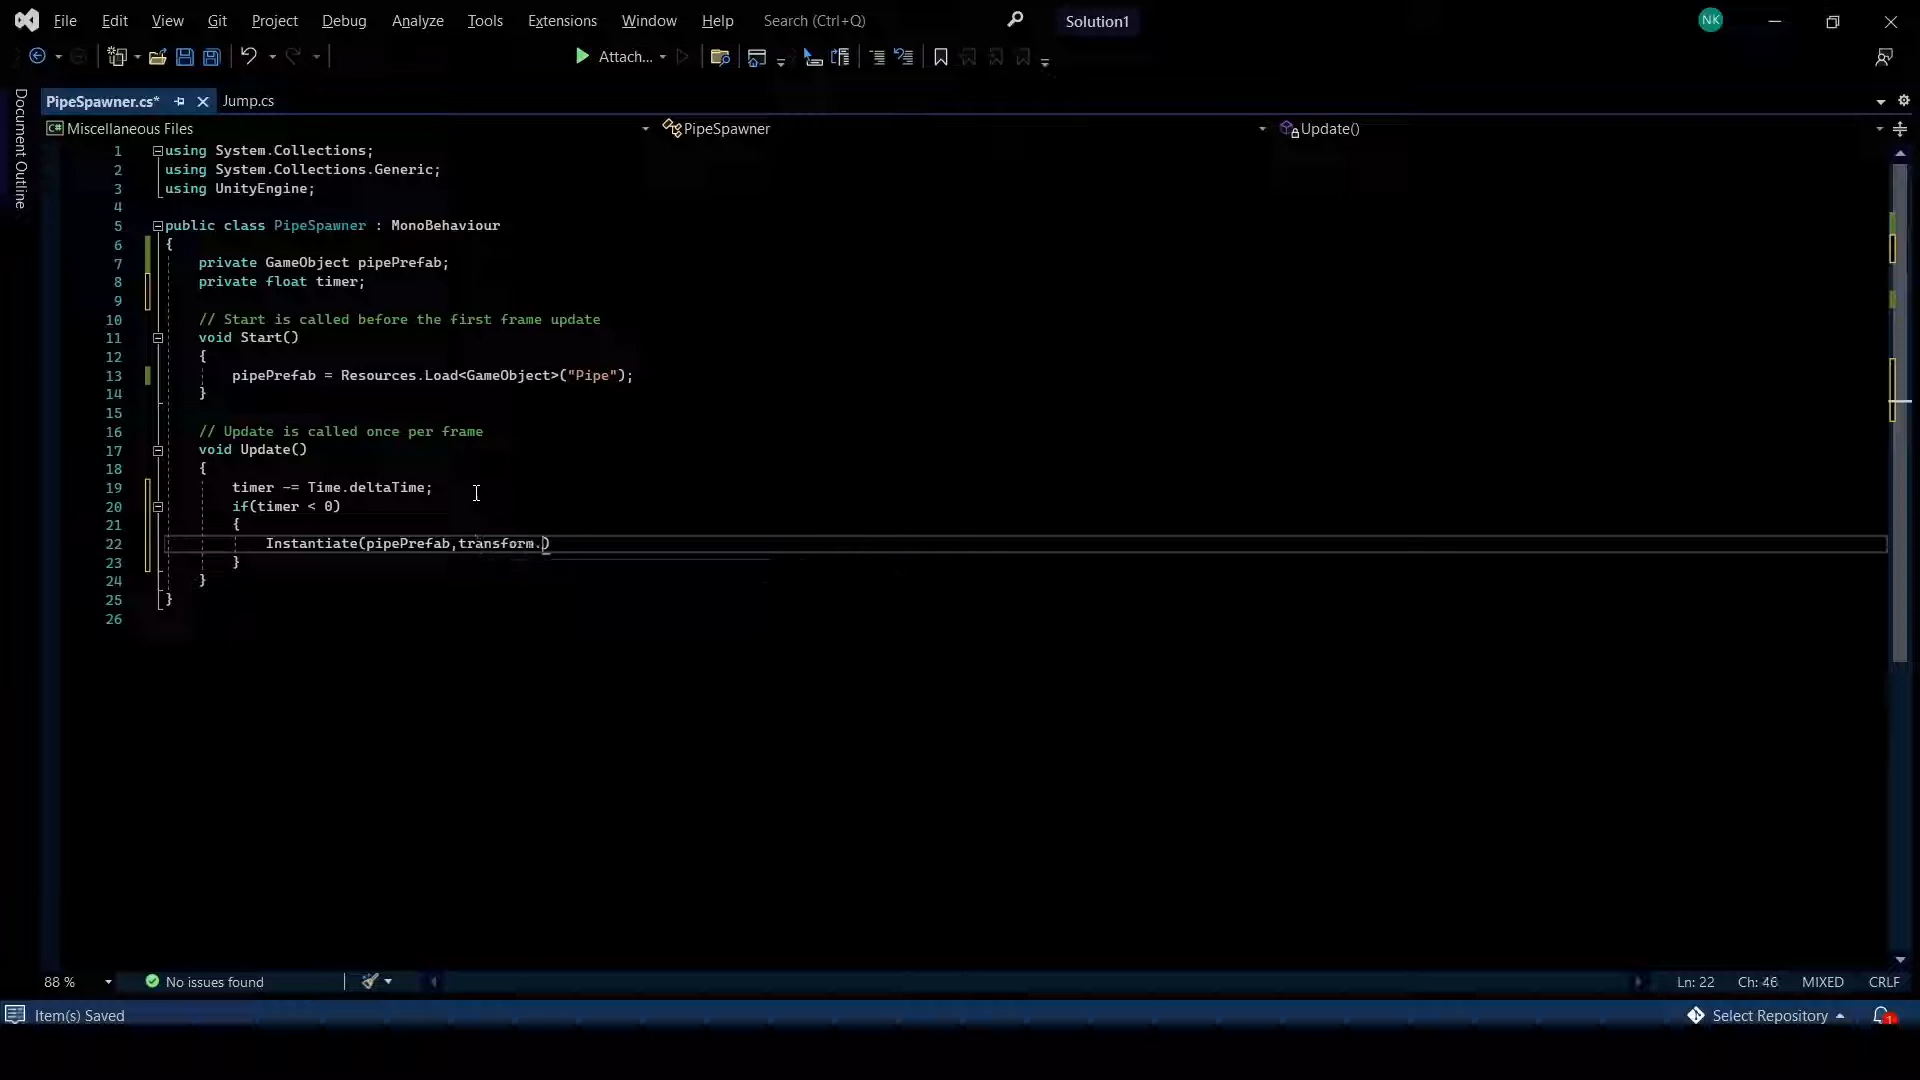 File Edit View Git Project Debug Analyze Tools Extensions Window Help Search (Ctrl+Q) Solution1 NK
Attach...
Document Outline
PipeSpawner.cs* Jump.cs
Miscellaneous Files PipeSpawner Update()
1 using System.Collections;
2 using System.Collections.Generic;
3 using UnityEngine;
4
5 public class PipeSpawner : MonoBehaviour
6 {
7 private GameObject pipePrefab;
8 private float timer;
9
10 // Start is called before the first frame update
11 void Start()
12 {
13 pipePrefab = Resources.Load<GameObject>("Pipe");
14 }
15
16 // Update is called once per frame
17 void Update()
18 {
19 timer -= Time.deltaTime;
20 if(timer < 0)
21 {
22 Instantiate(pipePrefab,transform.)
23 }
24 }
25 }
26
88 % No issues found Ln: 22 Ch: 46 MIXED CRLF
Item(s) Saved Select Repository 1